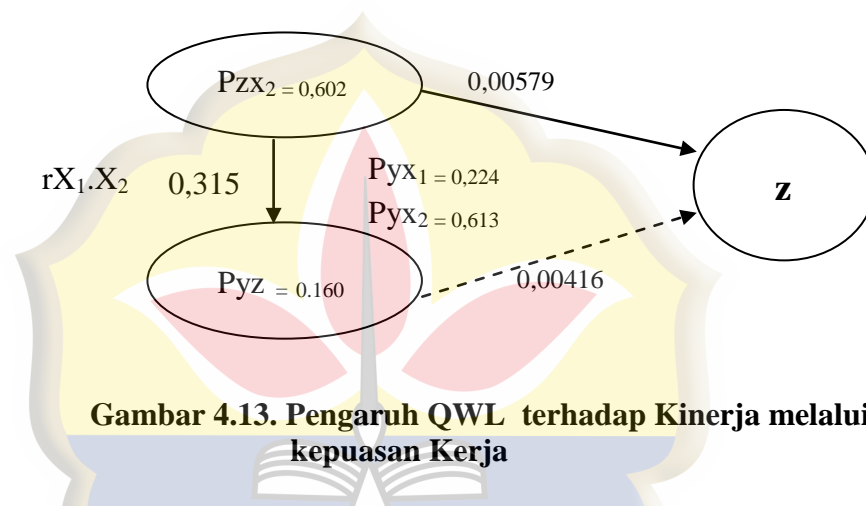 Pzx₂ = 0,602
0,00579
rX₁.X₂ 0,315
Pyx₁ = 0,224
Pyx₂ = 0,613
z
Pyz = 0.160
0,00416
Gambar 4.13. Pengaruh QWL terhadap Kinerja melalui
kepuasan Kerja